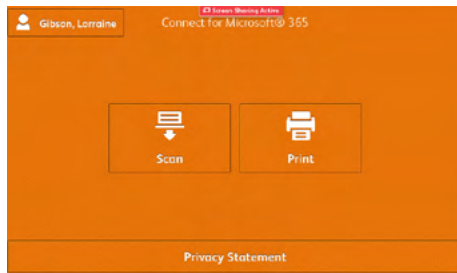 Screen Sharing Active
Gibson, Lorraine
Connect for Microsoft® 365
Scan
Print
Privacy Statement